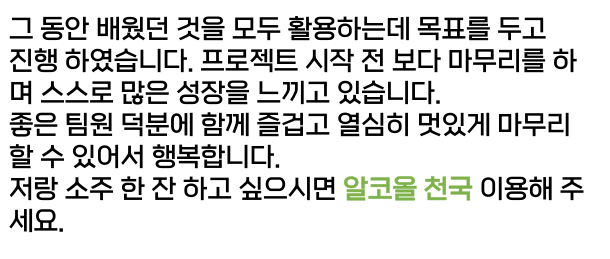 그 동안 배웠던 것을 모두 활용하는데 목표를 두고
진행 하였습니다. 프로젝트 시작 전 보다 마무리를 하
며 스스로 많은 성장을 느끼고 있습니다.
좋은 팀원 덕분에 함께 즐겁고 열심히 멋있게 마무리
할 수 있어서 행복합니다.
저랑 소주 한 잔 하고 싶으시면 알코올 천국 이용해 주
세요.